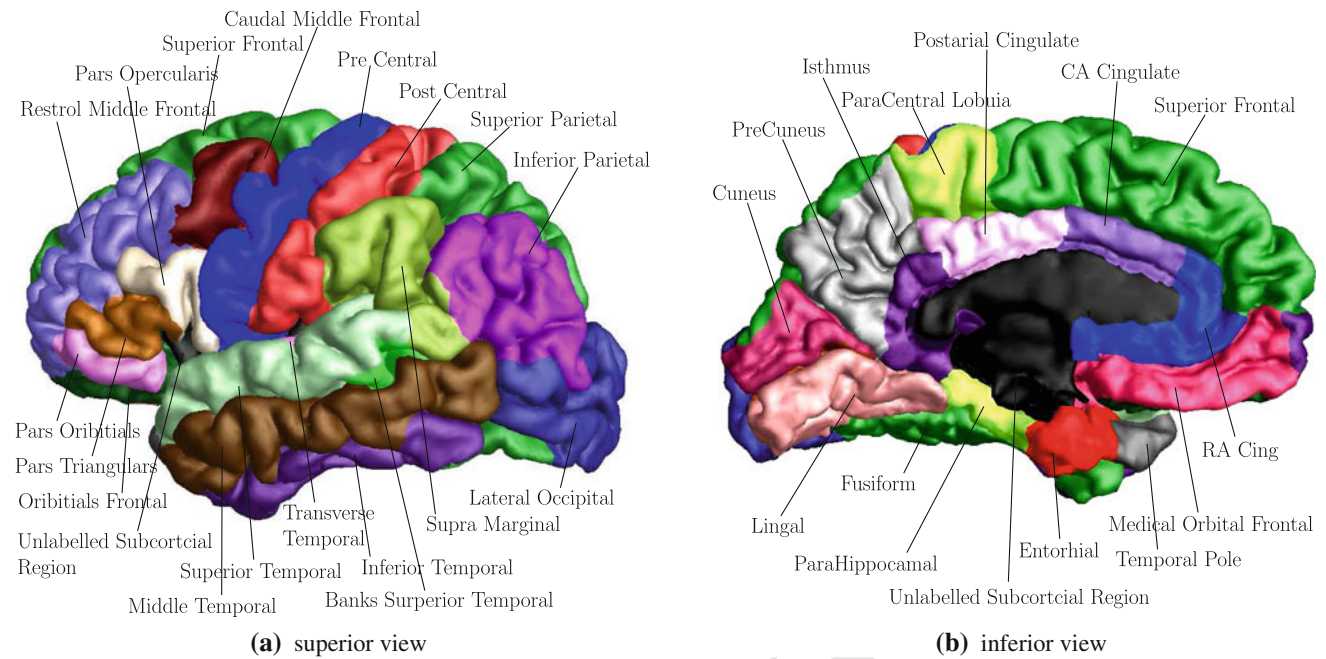 Caudal Middle Frontal
Superior Frontal
Pars Opercularis
Restrol Middle Frontal
Pre Central
Post Central
Superior Parietal
Inferior Parietal
Pars Oribitials
Pars Triangulars
Oribitials Frontal
Unlabelled Subcortcial
Region
Superior Temporal
Middle Temporal
Transverse
Temporal
Inferior Temporal
Banks Surperior Temporal
Supra Marginal
Lateral Occipital
(a) superior view
Postarial Cingulate
Isthmus
CA Cingulate
ParaCentral Lobuia
Superior Frontal
PreCuneus
Cuneus
RA Cing
Fusiform
Lingal
Medical Orbital Frontal
Entorhial
Temporal Pole
ParaHippocamal
Unlabelled Subcortcial Region
(b) inferior view